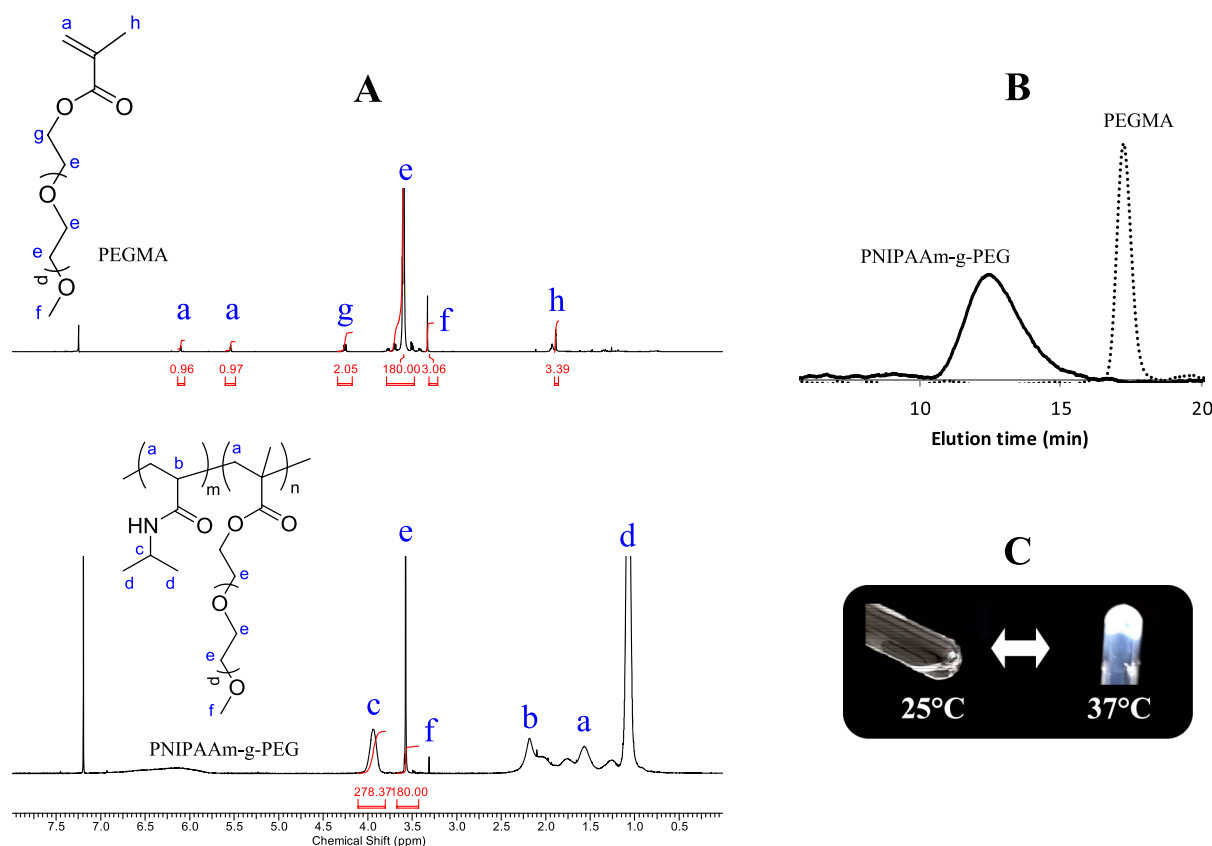 A
a h
O O
g
e
O
e
e
PEGMA
d
O
f
a a g e f h
0.96 0.97 2.05 180.00 3.06 3.39
a b a
m n
HN O O O
c
d d
e
O
e
e
d
O
f
PNIPAAm-g-PEG
c e f b a d
278.37 180.00
7.5 7.0 6.5 6.0 5.5 5.0 4.5 4.0 3.5 3.0 2.5 2.0 1.5 1.0 0.5
Chemical Shift (ppm)
B
PEGMA
PNIPAAm-g-PEG
10 15 20
Elution time (min)
C
25°C 37°C